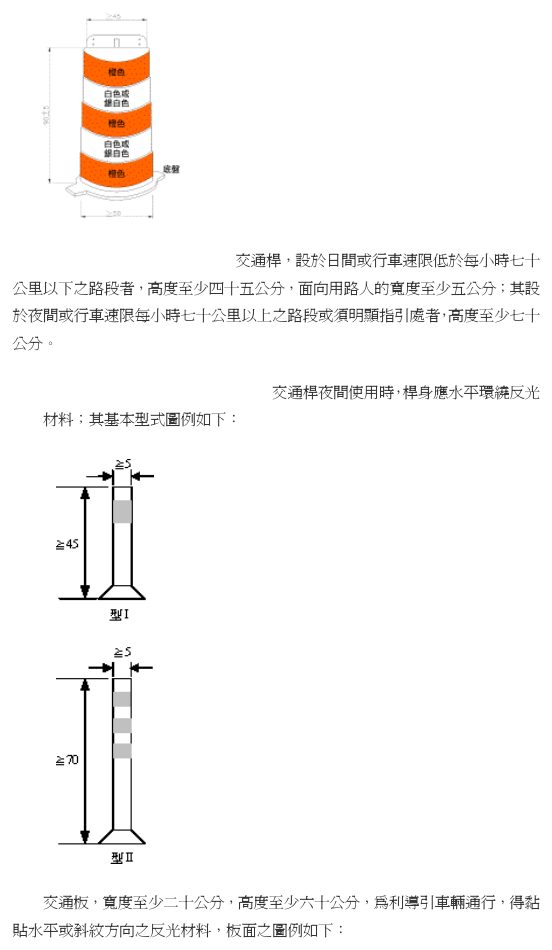 ≥45
橙色
白色或
銀白色
橙色
白色或
銀白色
橙色
底盤
90±5
交通桿，設於日間或行車速限低於每小時七十
公里以下之路段者，高度至少四十五公分，面向用路人的寬度至少五公分；其設
於夜間或行車速限每小時七十公里以上之路段或須明顯指引處者，高度至少七十
公分。
交通桿夜間使用時，桿身應水平環繞反光
材料；其基本型式圖例如下：
≧5
≧45
型I
≧5
≧70
型II
交通板，寬度至少二十公分，高度至少六十公分，為利導引車輛通行，得黏
貼水平或斜紋方向之反光材料，板面之圖例如下：